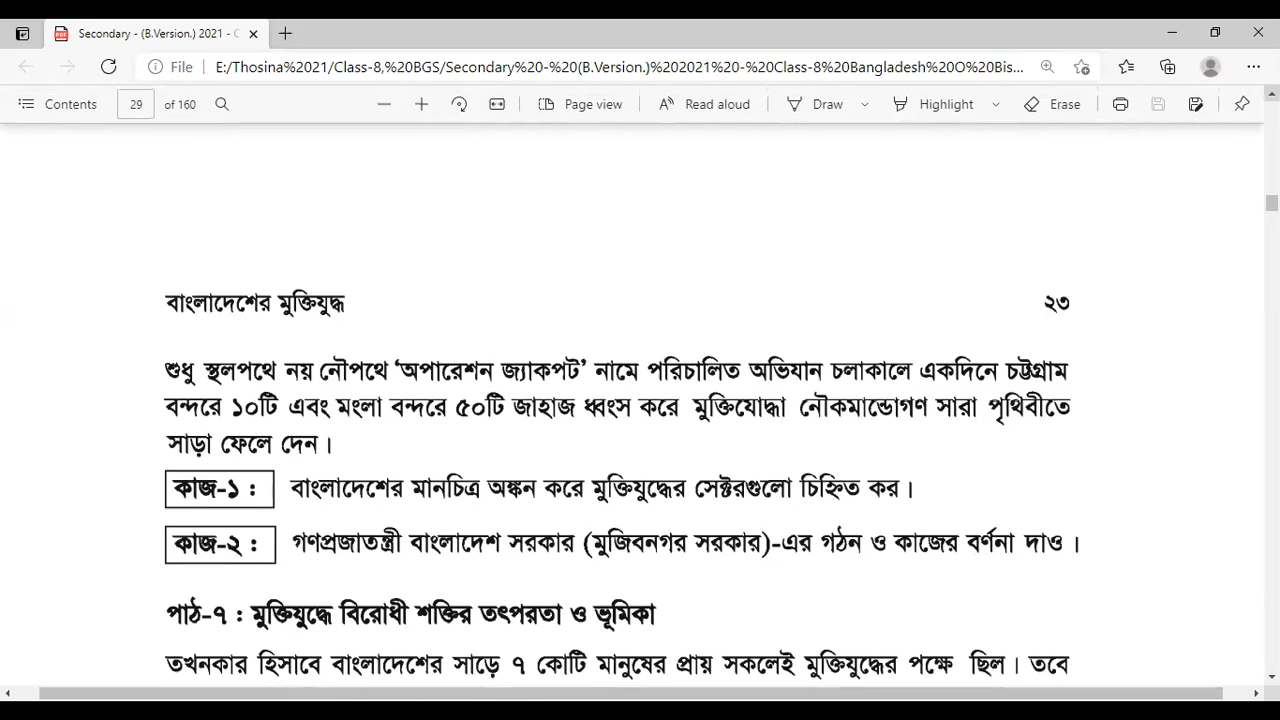 Secondary - (B.Version.) 2021 - C
File E:/Thosina%2021/Class-8,%20BGS/Secondary%20-%20(B.Version.)%202021%20-%20Class-8%20Bangladesh%20O%20Bis...
Contents 29 of 160 Page view Read aloud Draw Highlight Erase
বাংলাদেশের মুক্তিযুদ্ধ ২৩
শুধু স্থলপথে নয় নৌপথে ‘অপারেশন জ্যাকপট’ নামে পরিচালিত অভিযান চলাকালে একদিনে চট্টগ্রাম
বন্দরে ১০টি এবং মংলা বন্দরে ৫০টি জাহাজ ধ্বংস করে মুক্তিযোদ্ধা নৌকমান্ডোগণ সারা পৃথিবীতে
সাড়া ফেলে দেন।
কাজ-১ : বাংলাদেশের মানচিত্র অঙ্কন করে মুক্তিযুদ্ধের সেক্টরগুলো চিহ্নিত কর।
কাজ-২ : গণপ্রজাতন্ত্রী বাংলাদেশ সরকার (মুজিবনগর সরকার)-এর গঠন ও কাজের বর্ণনা দাও।
পাঠ-৭ : মুক্তিযুদ্ধে বিরোধী শক্তির তৎপরতা ও ভূমিকা
তখনকার হিসাবে বাংলাদেশের সাড়ে ৭ কোটি মানুষের প্রায় সকলেই মুক্তিযুদ্ধের পক্ষে ছিল। তবে